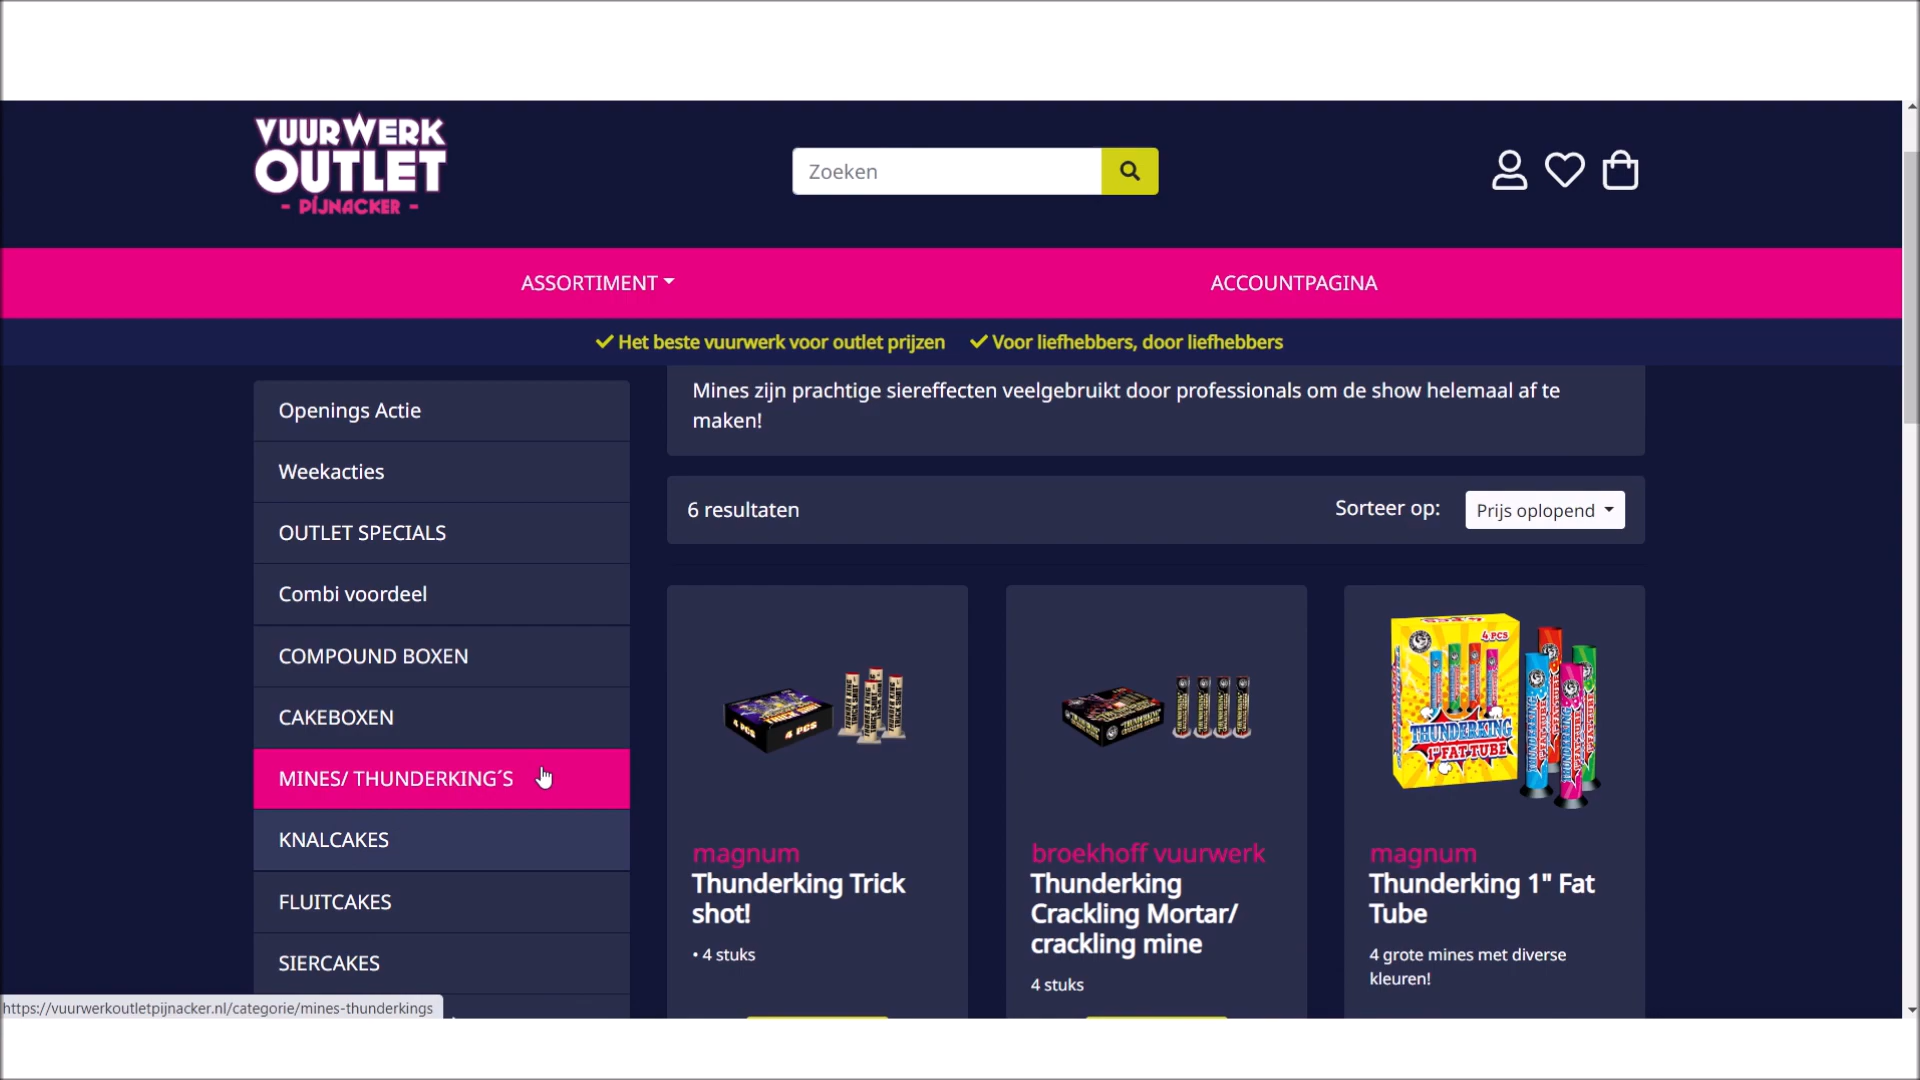 VUURWERK
OUTLET
- PIJNACKER -
Zoeken
ASSORTIMENT
ACCOUNTPAGINA
Het beste vuurwerk voor outlet prijzen
Voor liefhebbers, door liefhebbers
Openings Actie
Weekacties
OUTLET SPECIALS
Combi voordeel
COMPOUND BOXEN
CAKEBOXEN
MINES/ THUNDERKING´S
KNALCAKES
FLUITCAKES
SIERCAKES
Mines zijn prachtige siereffecten veelgebruikt door professionals om de show helemaal af te
maken!
6 resultaten
Sorteer op:
Prijs oplopend
4 PCS
magnum
Thunderking Trick
shot!
• 4 stuks
broekhoff vuurwerk
Thunderking
Crackling Mortar/
crackling mine
4 stuks
4 PCS
THUNDERKING
1" FAT TUBE
magnum
Thunderking 1" Fat
Tube
4 grote mines met diverse
kleuren!
https://vuurwerkoutletpijnacker.nl/categorie/mines-thunderkings